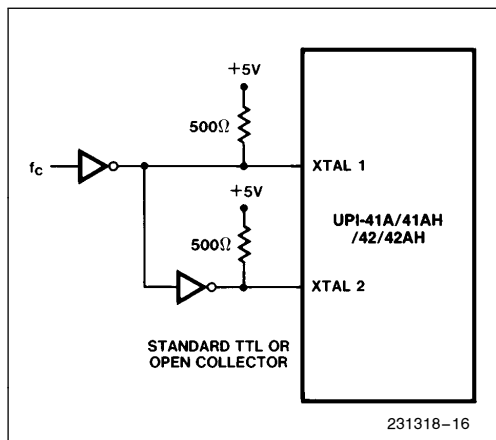 +5V
500Ω
fC
XTAL 1
+5V
UPI-41A/41AH
/42/42AH
500Ω
XTAL 2
STANDARD TTL OR
OPEN COLLECTOR
231318-16